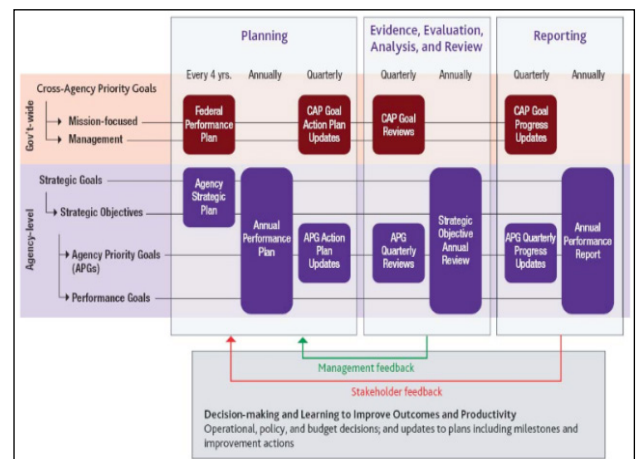 Planning
Evidence, Evaluation,
Analysis, and Review
Reporting
Every 4 yrs.
Annually
Quarterly
Quarterly
Annually
Quarterly
Annually
Gov't-wide
Cross-Agency Priority Goals
Mission-focused
Management
Federal
Performance
Plan
CAP Goal
Action Plan
Updates
CAP Goal
Reviews
CAP Goal
Progress
Updates
Agency-level
Strategic Goals
Strategic Objectives
Agency Priority Goals
(APGs)
Performance Goals
Agency
Strategic
Plan
Annual
Performance
Plan
APG Action
Plan
Updates
APG
Quarterly
Reviews
Strategic
Objective
Annual
Review
APG Quarterly
Progress
Updates
Annual
Performance
Report
Management feedback
Stakeholder feedback
Decision-making and Learning to Improve Outcomes and Productivity
Operational, policy, and budget decisions; and updates to plans including milestones and
improvement actions